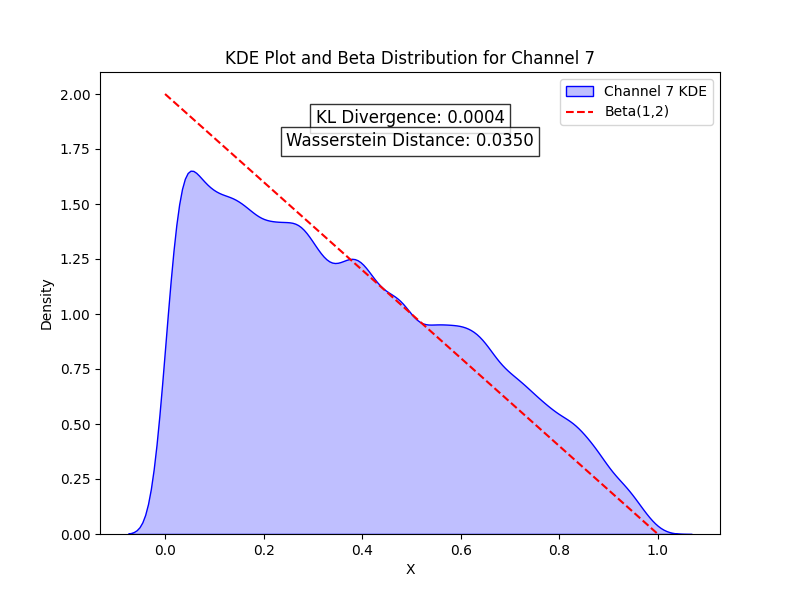 KDE Plot and Beta Distribution for Channel 7
Channel 7 KDE
Beta(1,2)
KL Divergence: 0.0004
Wasserstein Distance: 0.0350
Density
2.00
1.75
1.50
1.25
1.00
0.75
0.50
0.25
0.00
0.0 0.2 0.4 0.6 0.8 1.0
X